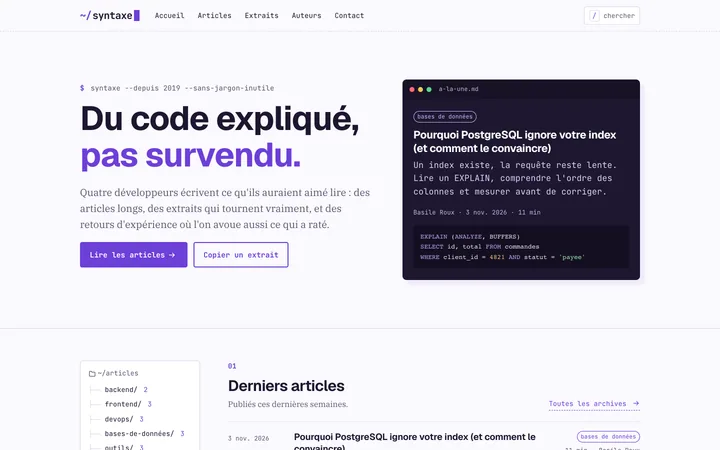 ~/syntaxe
Accueil
Articles
Extraits
Auteurs
Contact
/ chercher
$ syntaxe --depuis 2019 --sans-jargon-inutile
Du code expliqué,
pas survendu.
Quatre développeurs écrivent ce qu'ils auraient aimé lire : des
articles longs, des extraits qui tournent vraiment, et des
retours d'expérience où l'on avoue aussi ce qui a raté.
Lire les articles →
Copier un extrait
a-la-une.md
bases de données
Pourquoi PostgreSQL ignore votre index
(et comment le convaincre)
Un index existe, la requête reste lente.
Lire un EXPLAIN, comprendre l'ordre des
colonnes et mesurer avant de corriger.
Basile Roux · 3 nov. 2026 · 11 min
EXPLAIN (ANALYZE, BUFFERS)
SELECT id, total FROM commandes
WHERE client_id = 4821 AND statut = 'payee'
~/articles
backend/ 2
frontend/ 3
devops/ 3
bases-de-données/ 3
outils/ 3
01
Derniers articles
Publiés ces dernières semaines.
Toutes les archives →
3 nov. 2026
Pourquoi PostgreSQL ignore votre index (et comment le
convaincre)
bases de données
11 min · Basile Roux